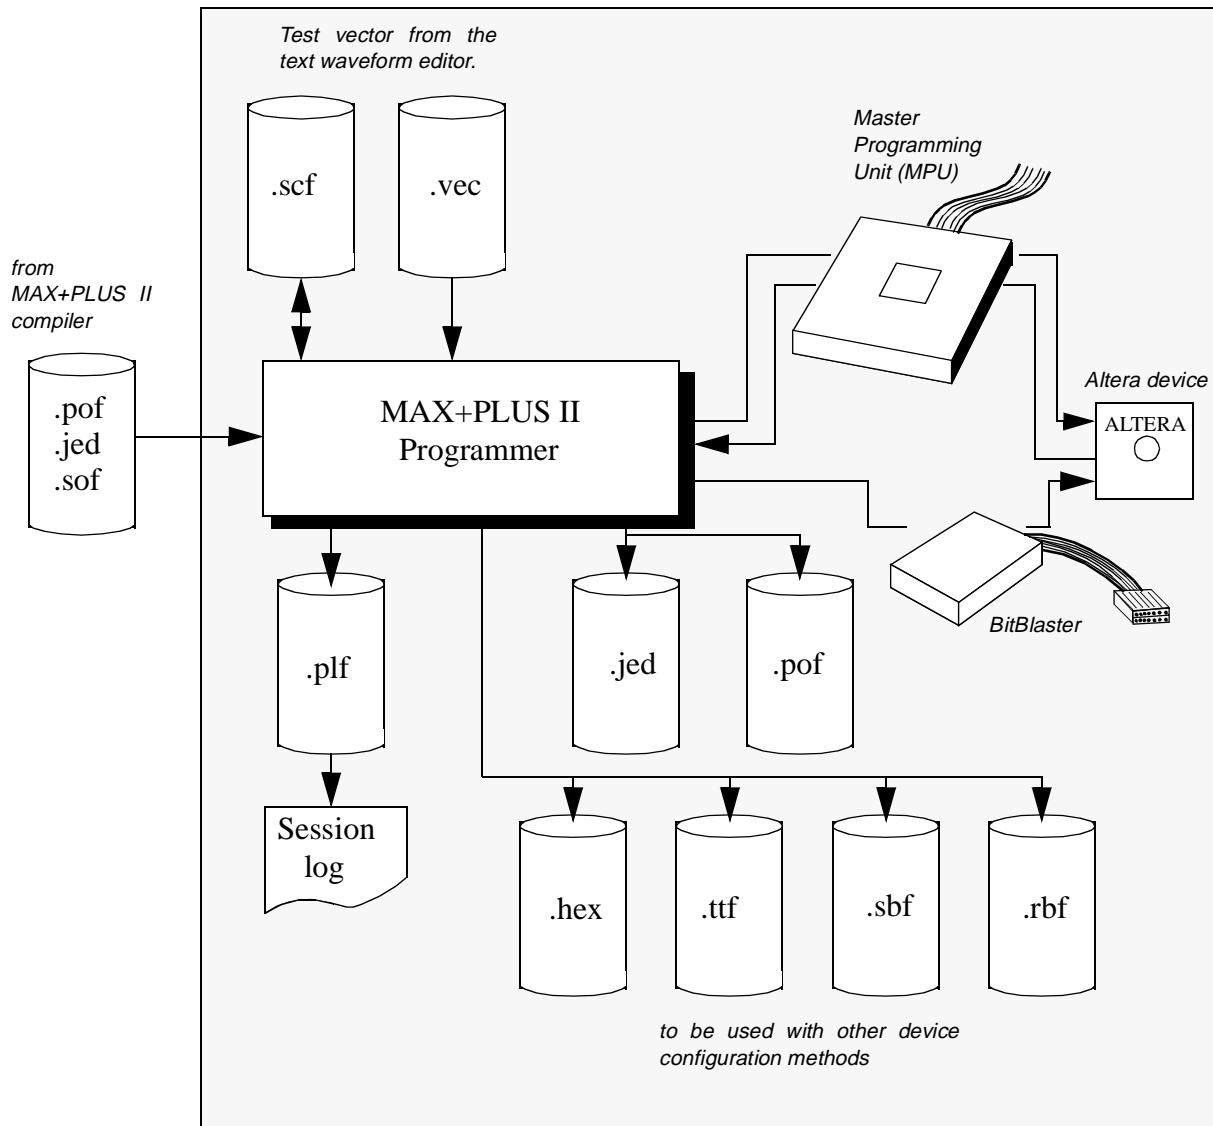 Test vector from the
text waveform editor.
.scf
.vec
Master
Programming
Unit (MPU)
from
MAX+PLUS II
compiler
.pof
.jed
.sof
MAX+PLUS II
Programmer
Altera device
ALTERA
BitBlaster
.plf
.jed
.pof
Session
log
.hex
.ttf
.sbf
.rbf
to be used with other device
configuration methods